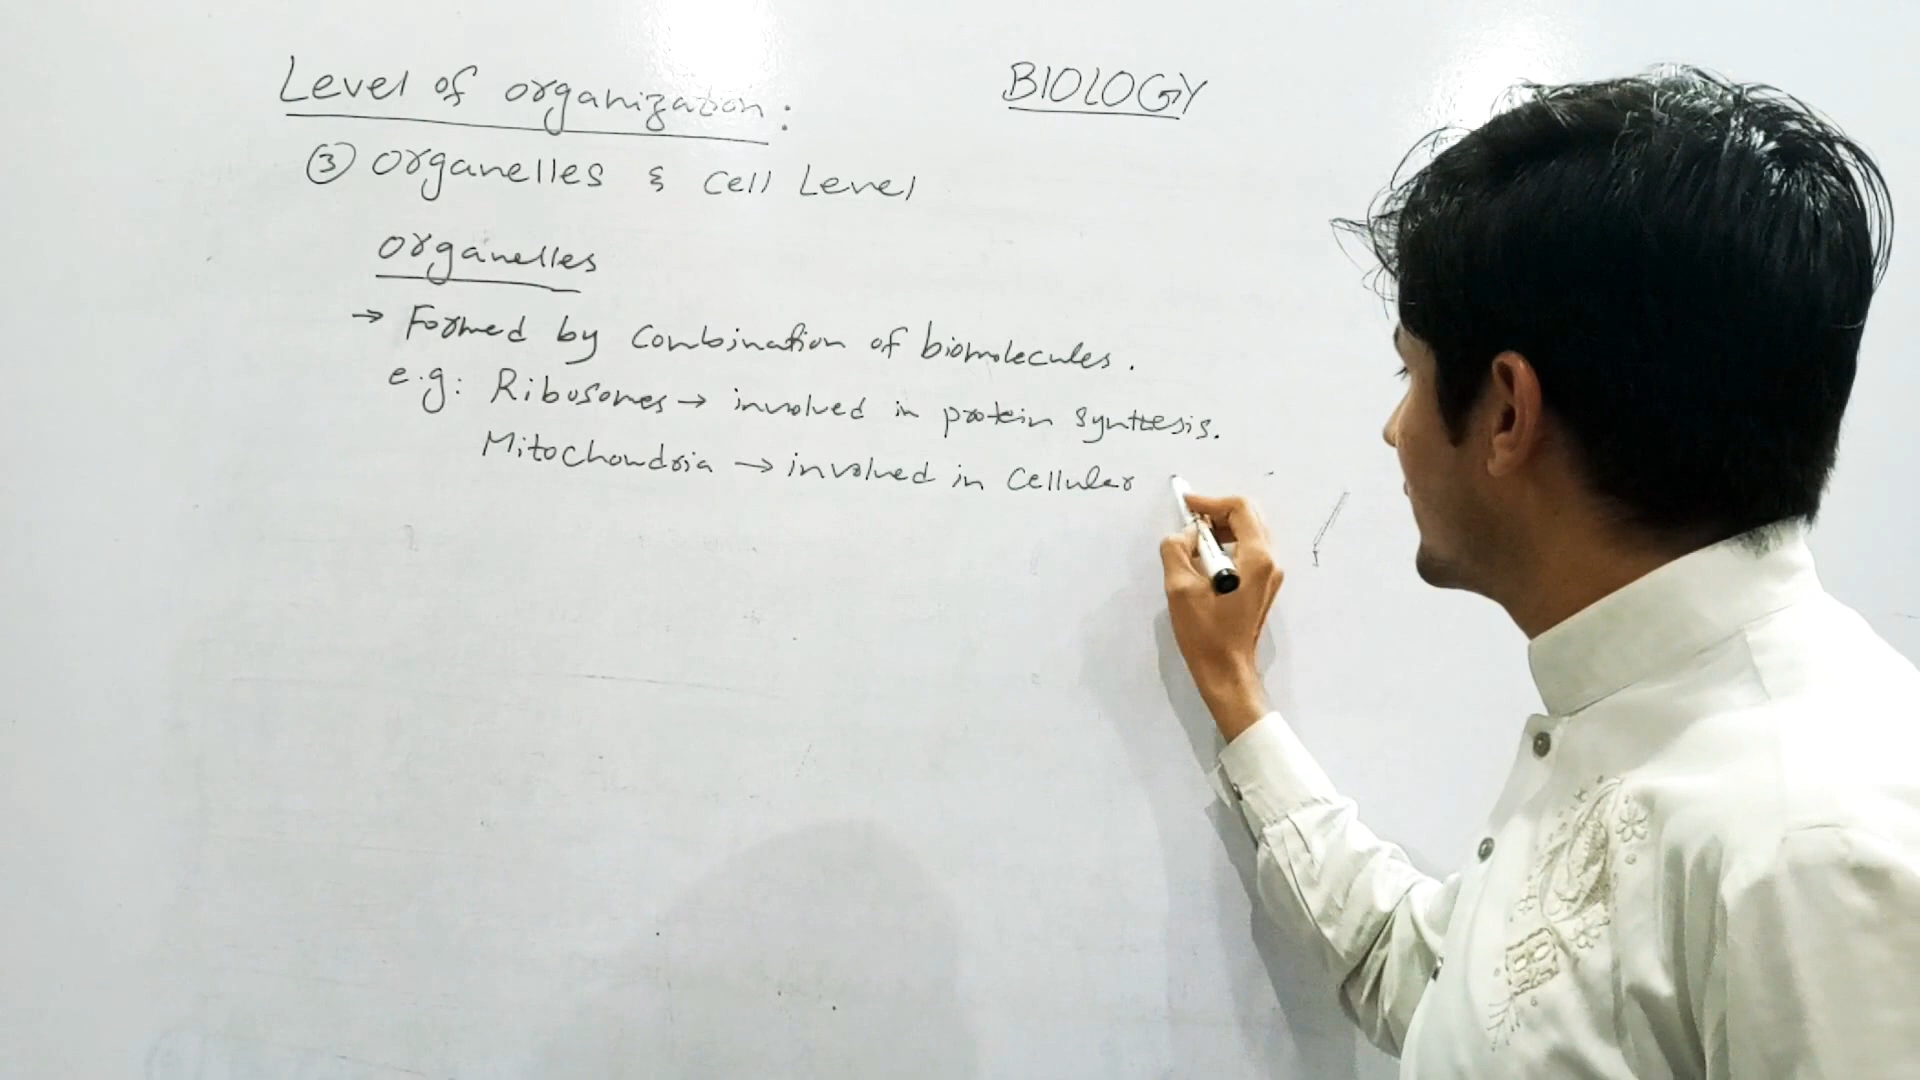 Level of organization:
BIOLOGY
③ organelles & Cell Level
organelles
→ Formed by Combination of biomolecules.
e.g: Ribosomes → involved in protein synthesis.
Mitochondria → involved in Cellular